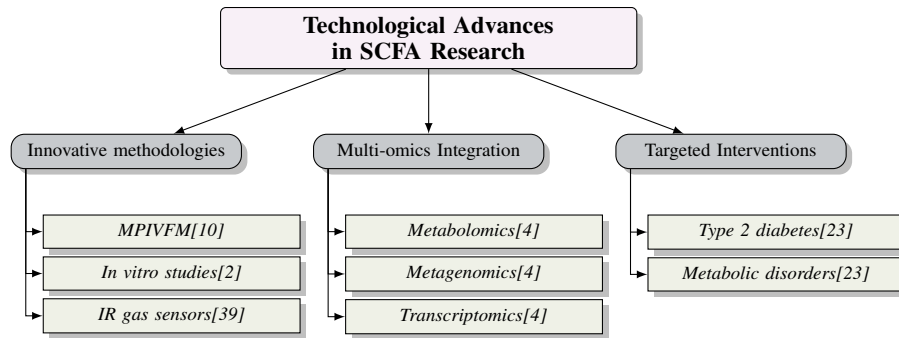 Technological Advances
in SCFA Research
Innovative methodologies
Multi-omics Integration
Targeted Interventions
MPIVFM[10]
Metabolomics[4]
Type 2 diabetes[23]
In vitro studies[2]
Metagenomics[4]
Metabolic disorders[23]
IR gas sensors[39]
Transcriptomics[4]